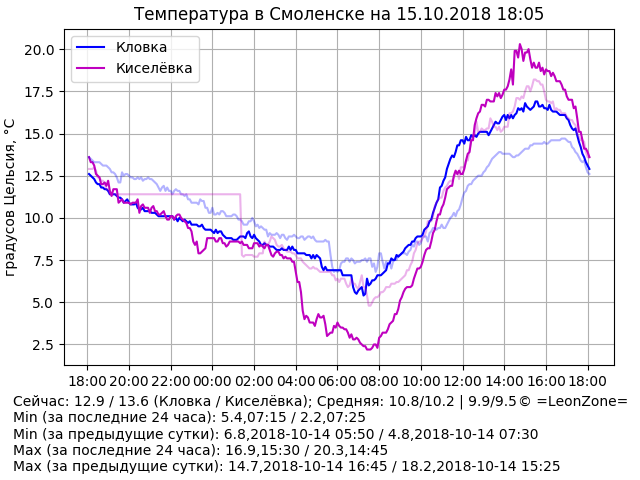 Температура в Смоленске на 15.10.2018 18:05
Кловка
Киселёвка
градусов Цельсия, °C
20.0
17.5
15.0
12.5
10.0
7.5
5.0
2.5
18:00 20:00 22:00 00:00 02:00 04:00 06:00 08:00 10:00 12:00 14:00 16:00 18:00
Сейчас: 12.9 / 13.6 (Кловка / Киселёвка); Средняя: 10.8/10.2 | 9.9/9.5© =LeonZone=
Min (за последние 24 часа): 5.4,07:15 / 2.2,07:25
Min (за предыдущие сутки): 6.8,2018-10-14 05:50 / 4.8,2018-10-14 07:30
Max (за последние 24 часа): 16.9,15:30 / 20.3,14:45
Max (за предыдущие сутки): 14.7,2018-10-14 16:45 / 18.2,2018-10-14 15:25